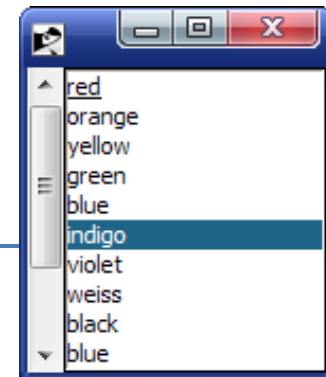 red
orange
yellow
green
blue
indigo
violet
weiss
black
blue